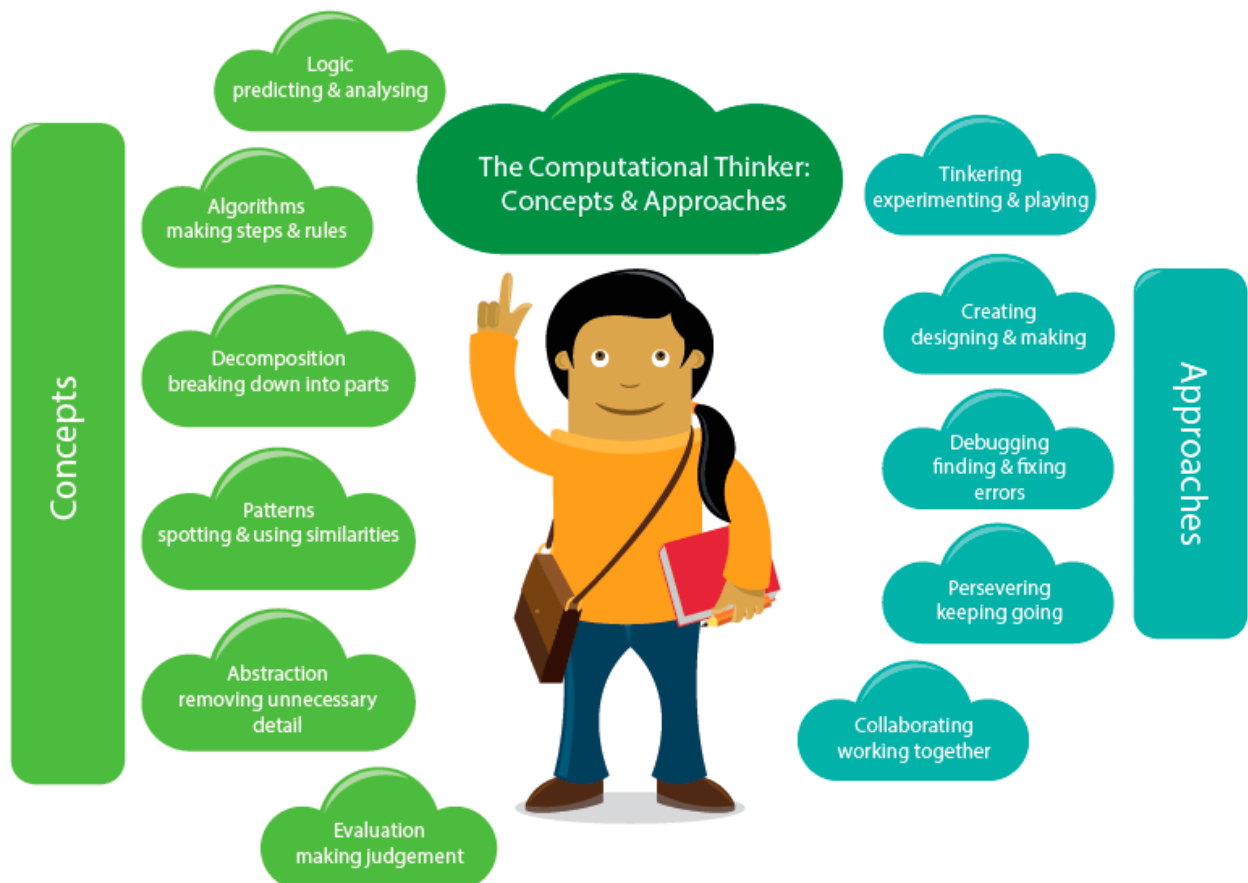 The Computational Thinker:
Concepts & Approaches
Concepts
Logic
predicting & analysing
Algorithms
making steps & rules
Decomposition
breaking down into parts
Patterns
spotting & using similarities
Abstraction
removing unnecessary
detail
Evaluation
making judgement
Approaches
Tinkering
experimenting & playing
Creating
designing & making
Debugging
finding & fixing
errors
Persevering
keeping going
Collaborating
working together